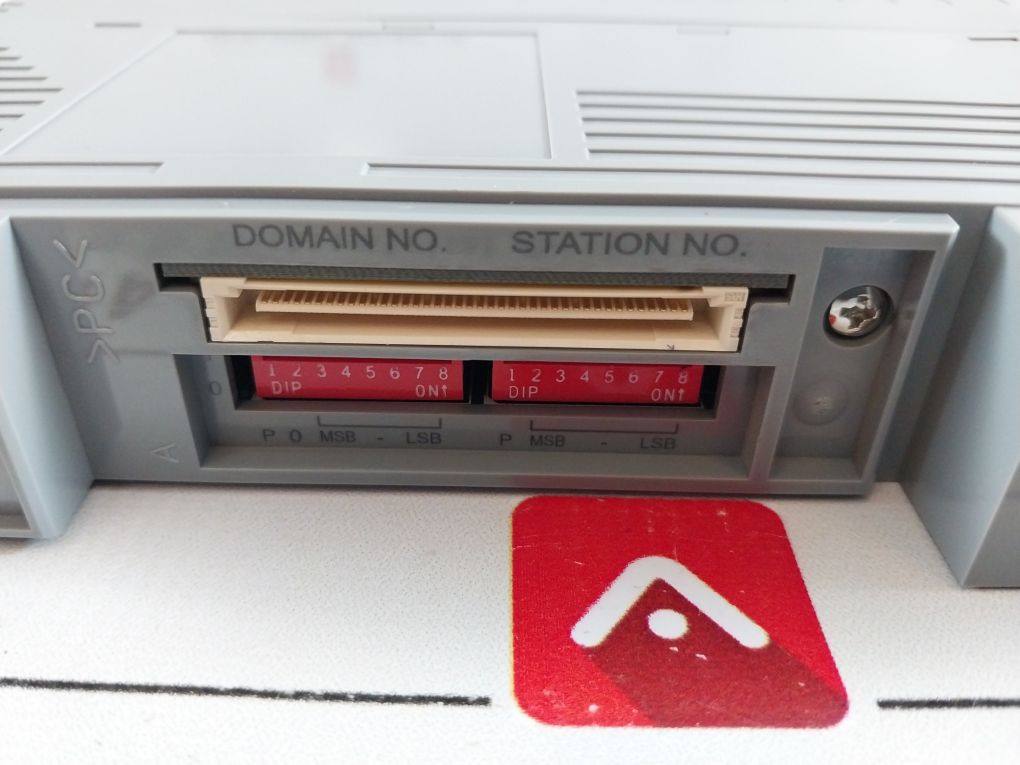 DOMAIN NO. STATION NO.
>PC<
1 2 3 4 5 6 7 8
DIP ON↑
1 2 3 4 5 6 7 8
DIP ON↑
0
P 0 MSB - LSB
P MSB - LSB
A